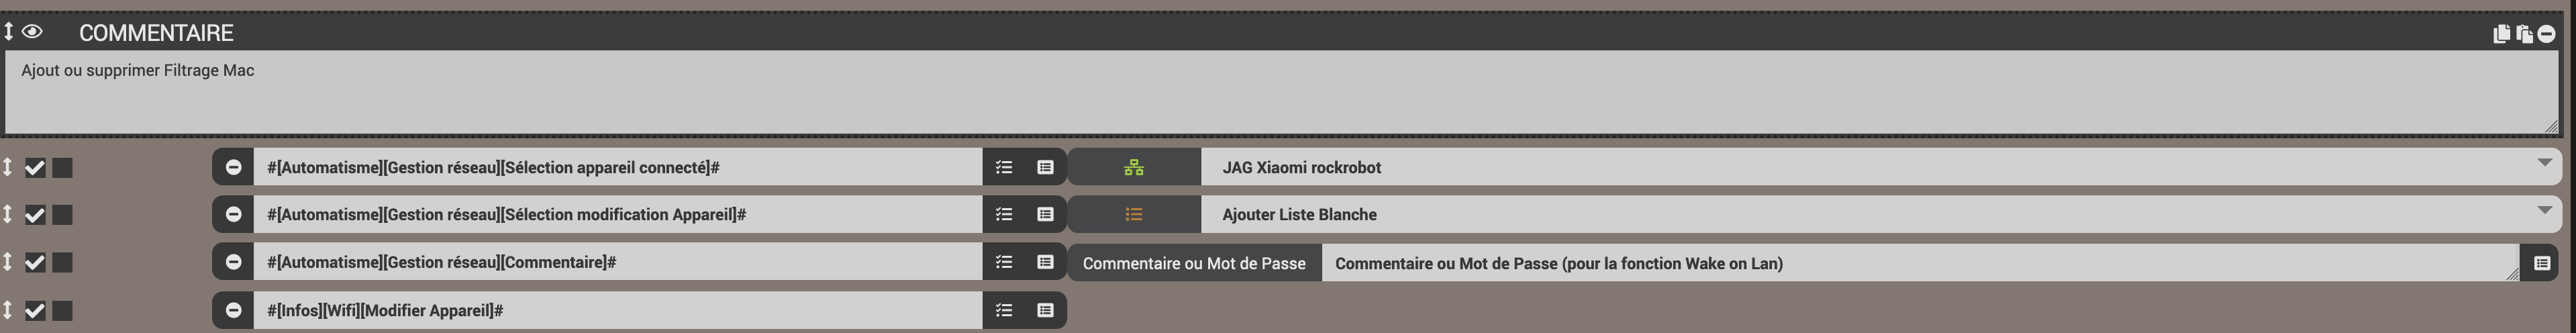 COMMENTAIRE
Ajout ou supprimer Filtrage Mac
#[Automatisme][Gestion réseau][Sélection appareil connecté]# JAG Xiaomi rockrobot
#[Automatisme][Gestion réseau][Sélection modification Appareil]# Ajouter Liste Blanche
#[Automatisme][Gestion réseau][Commentaire]# Commentaire ou Mot de Passe Commentaire ou Mot de Passe (pour la fonction Wake on Lan)
#[Infos][Wifi][Modifier Appareil]#